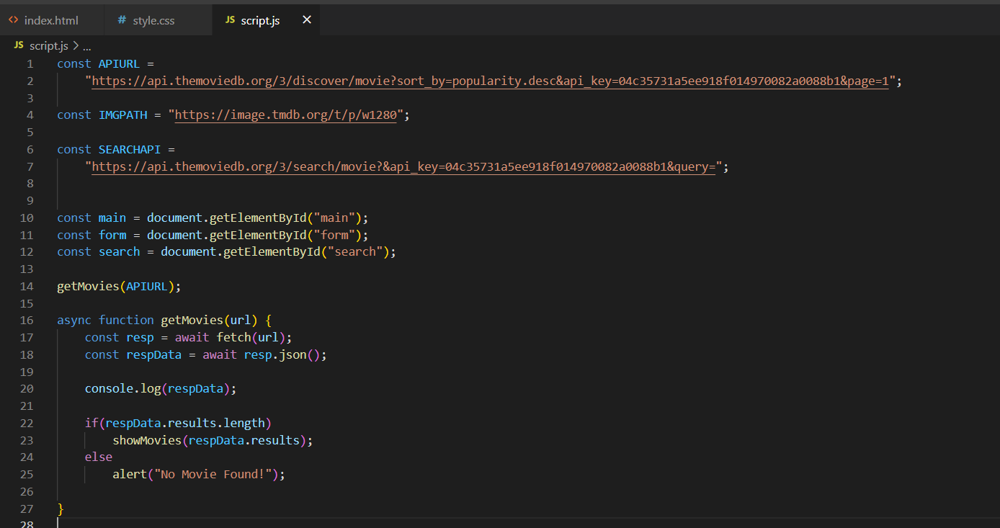 <> index.html # style.css JS script.js ×
JS script.js > ...
1 const APIURL =
2 "https://api.themoviedb.org/3/discover/movie?sort_by=popularity.desc&api_key=04c35731a5ee918f014970082a0088b1&page=1";
3
4 const IMGPATH = "https://image.tmdb.org/t/p/w1280";
5
6 const SEARCHAPI =
7 "https://api.themoviedb.org/3/search/movie?&api_key=04c35731a5ee918f014970082a0088b1&query=";
8
9
10 const main = document.getElementById("main");
11 const form = document.getElementById("form");
12 const search = document.getElementById("search");
13
14 getMovies(APIURL);
15
16 async function getMovies(url) {
17 const resp = await fetch(url);
18 const respData = await resp.json();
19
20 console.log(respData);
21
22 if(respData.results.length)
23 showMovies(respData.results);
24 else
25 alert("No Movie Found!");
26
27 }
28